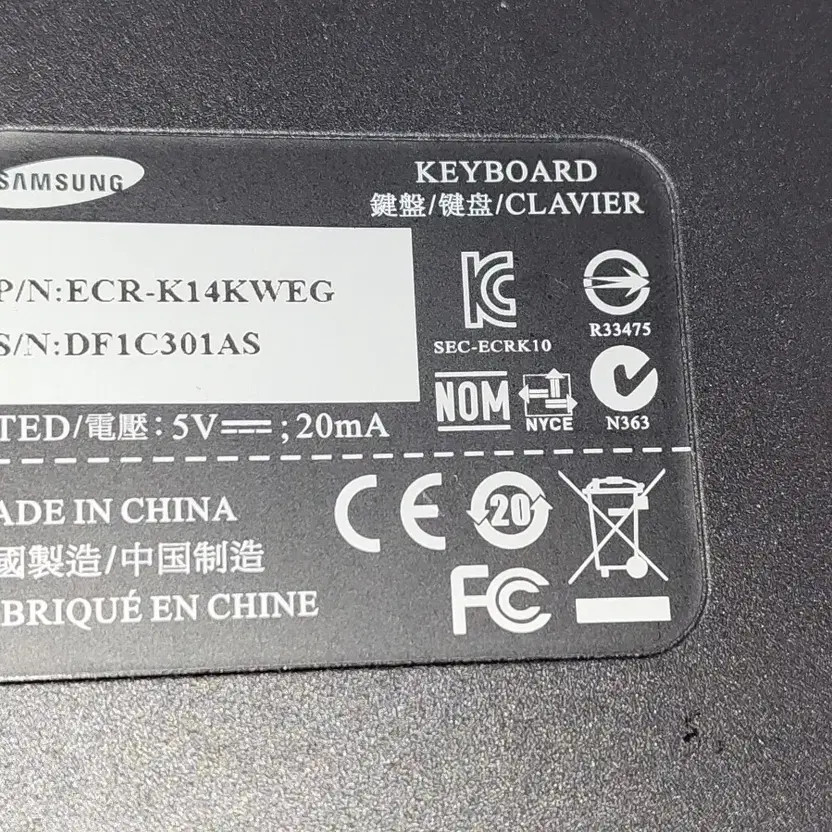 SAMSUNG
KEYBOARD
鍵盤/键盘/CLAVIER
P/N:ECR-K14KWEG
S/N:DF1C301AS
SEC-ECRK10
R33475
NOM
NYCE
N363
TED/電壓:5V⎓;20mA
ADE IN CHINA
國製造/中国制造
BRIQUÉ EN CHINE
CE
20
FC